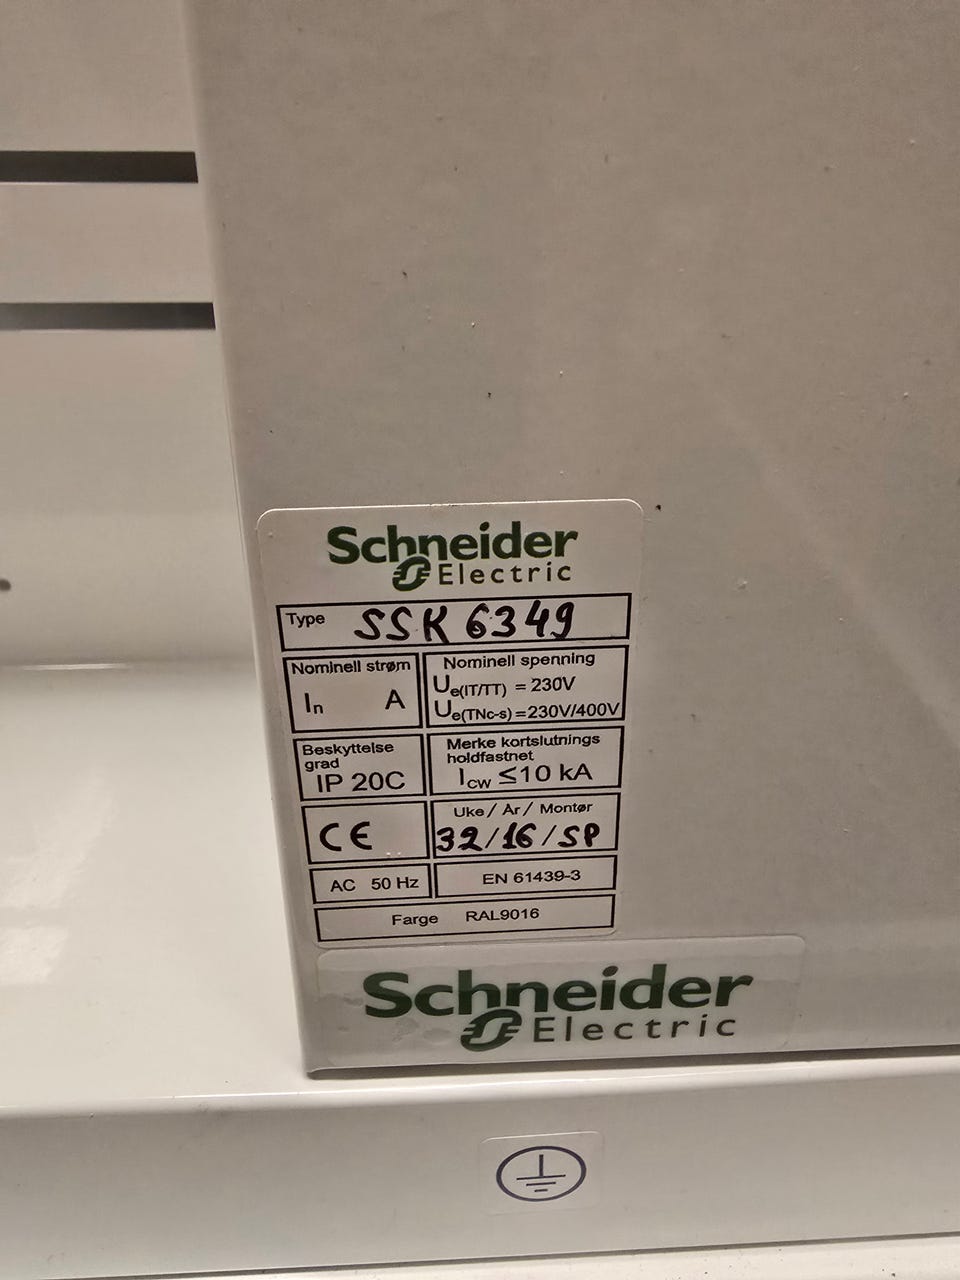 Schneider
Electric
Type SSK 6349
Nominell strøm
In A
Nominell spenning
Ue(IT/TT) = 230V
Ue(TNc-s) =230V/400V
Beskyttelse
grad
IP 20C
Merke kortslutnings
holdfastnet
Icw ≤10 kA
CE
Uke / År / Montør
32/16/SP
AC 50 Hz
EN 61439-3
Farge RAL9016
Schneider
Electric